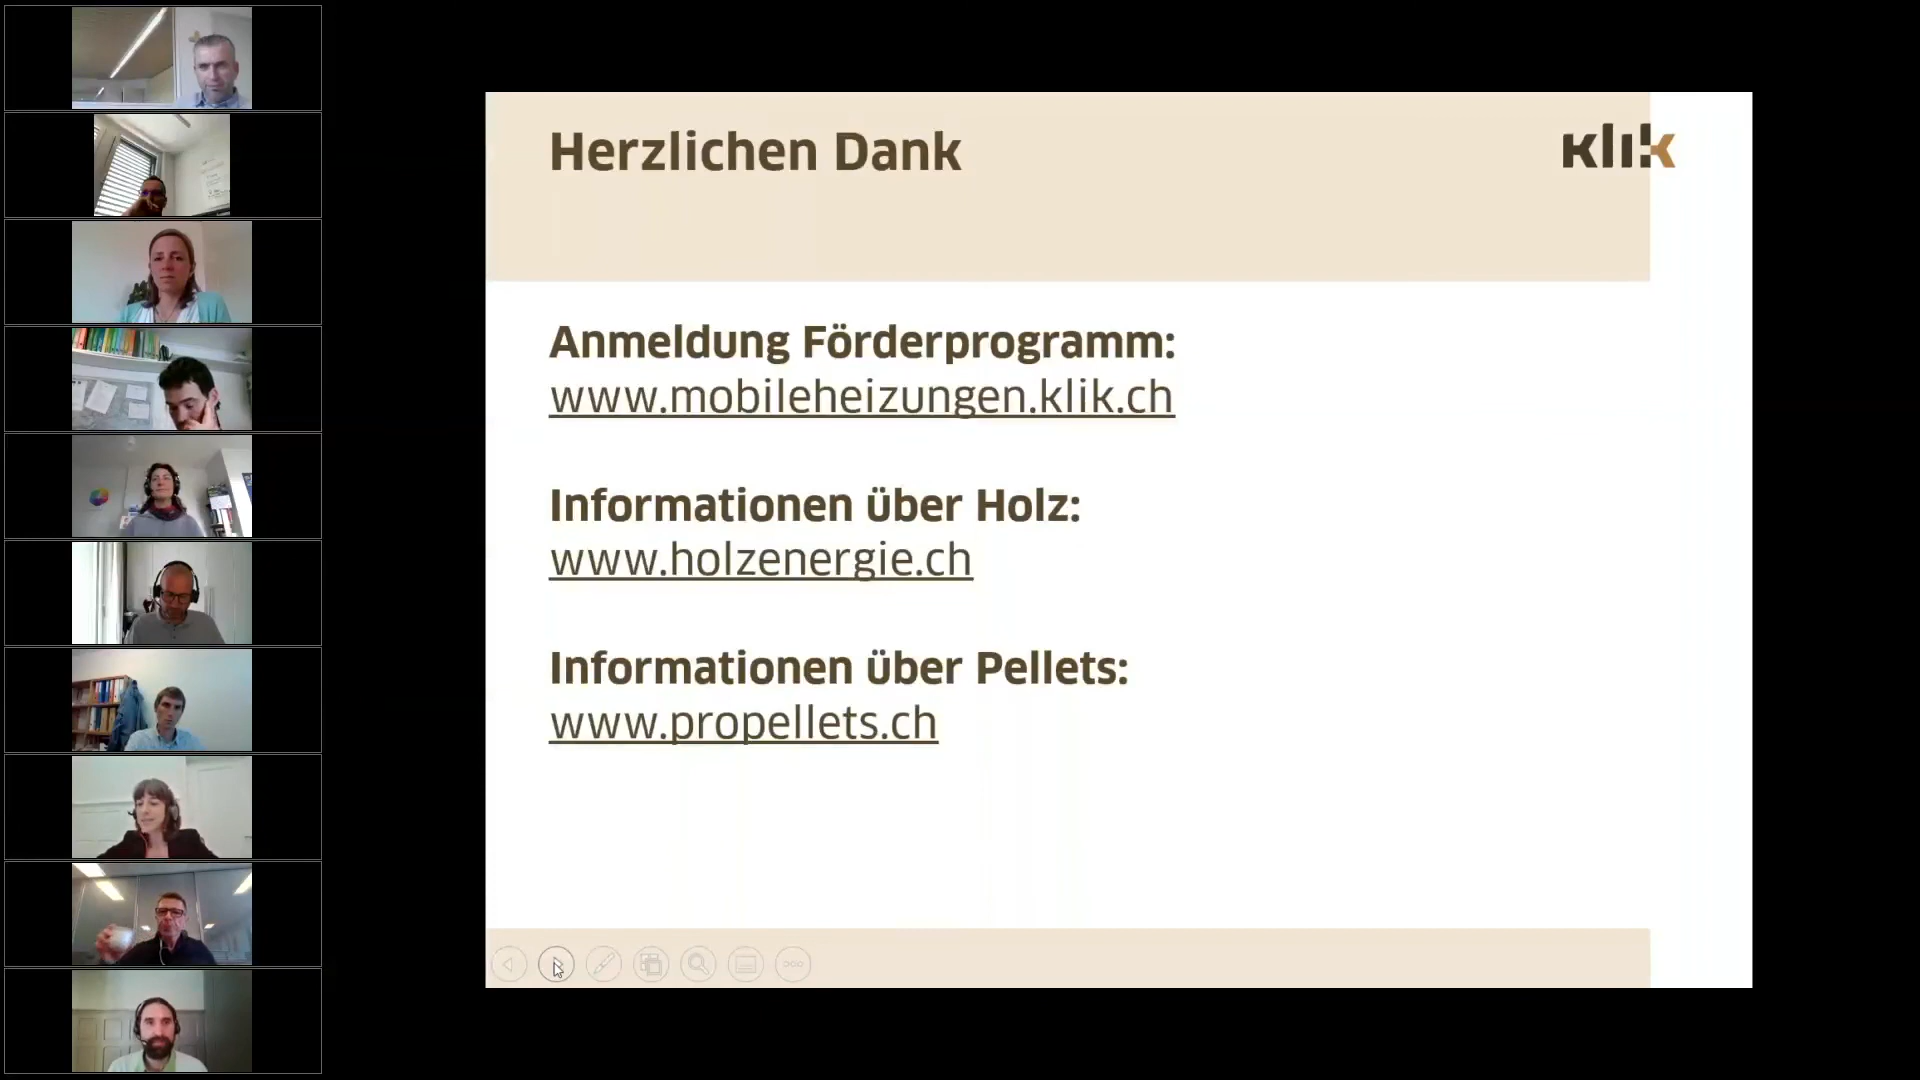 Herzlichen Dank
klik
Anmeldung Förderprogramm:
www.mobileheizungen.klik.ch
Informationen über Holz:
www.holzenergie.ch
Informationen über Pellets:
www.propellets.ch